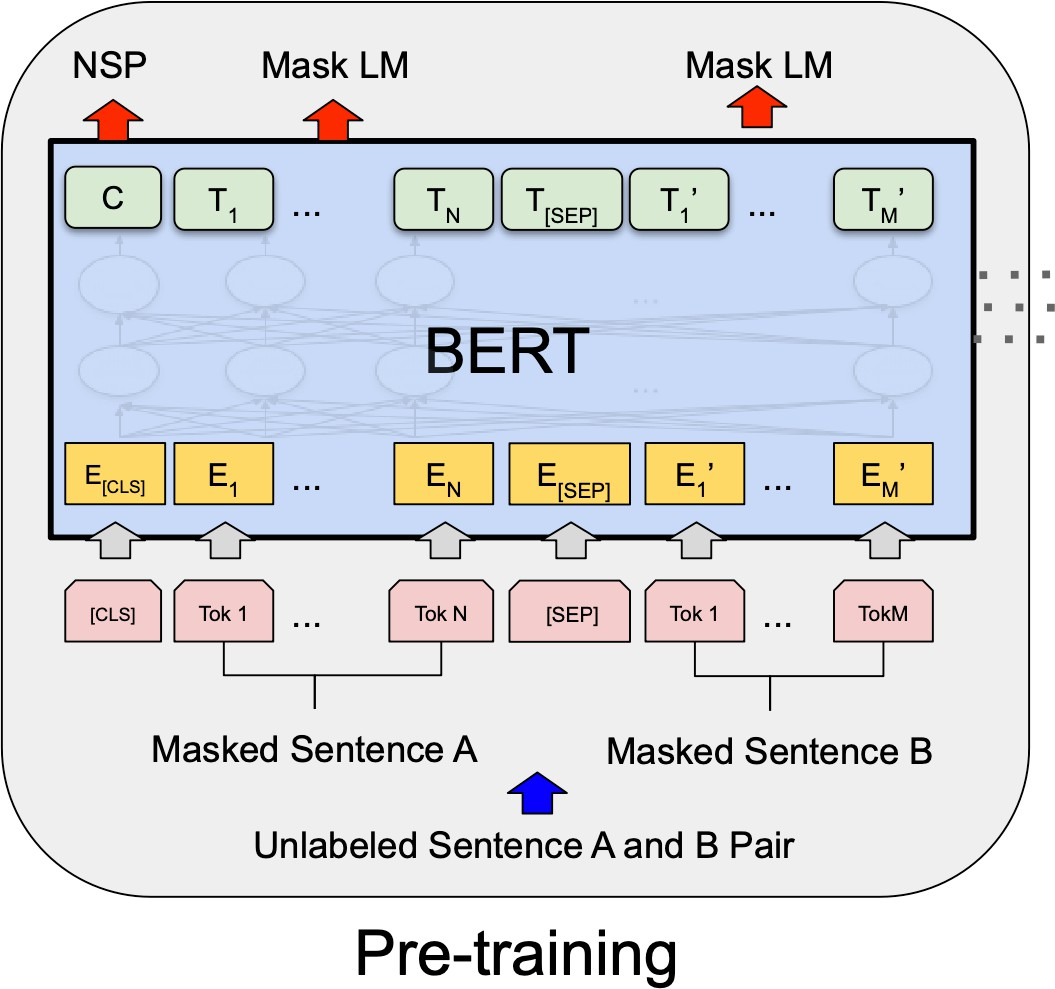 NSP Mask LM Mask LM
C T1 ... TN T[SEP] T1’ ... TM’
...
BERT
...
E[CLS] E1 ... EN E[SEP] E1’ ... EM’
[CLS] Tok 1 ... Tok N [SEP] Tok 1 ... TokM
Masked Sentence A Masked Sentence B
Unlabeled Sentence A and B Pair
Pre-training